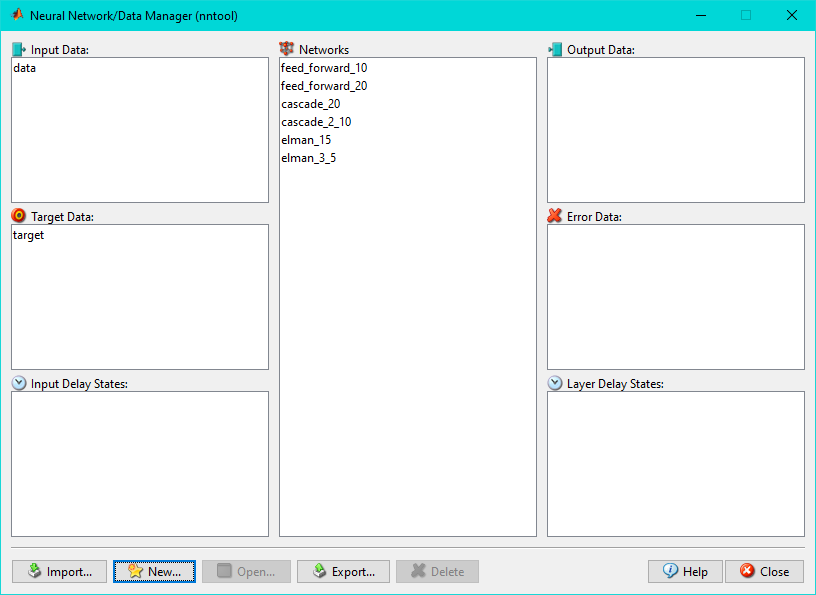 Neural Network/Data Manager (nntool)
Input Data:
data
Networks
feed_forward_10
feed_forward_20
cascade_20
cascade_2_10
elman_15
elman_3_5
Output Data:
Target Data:
target
Error Data:
Input Delay States:
Layer Delay States:
Import... New... Open... Export... Delete Help Close